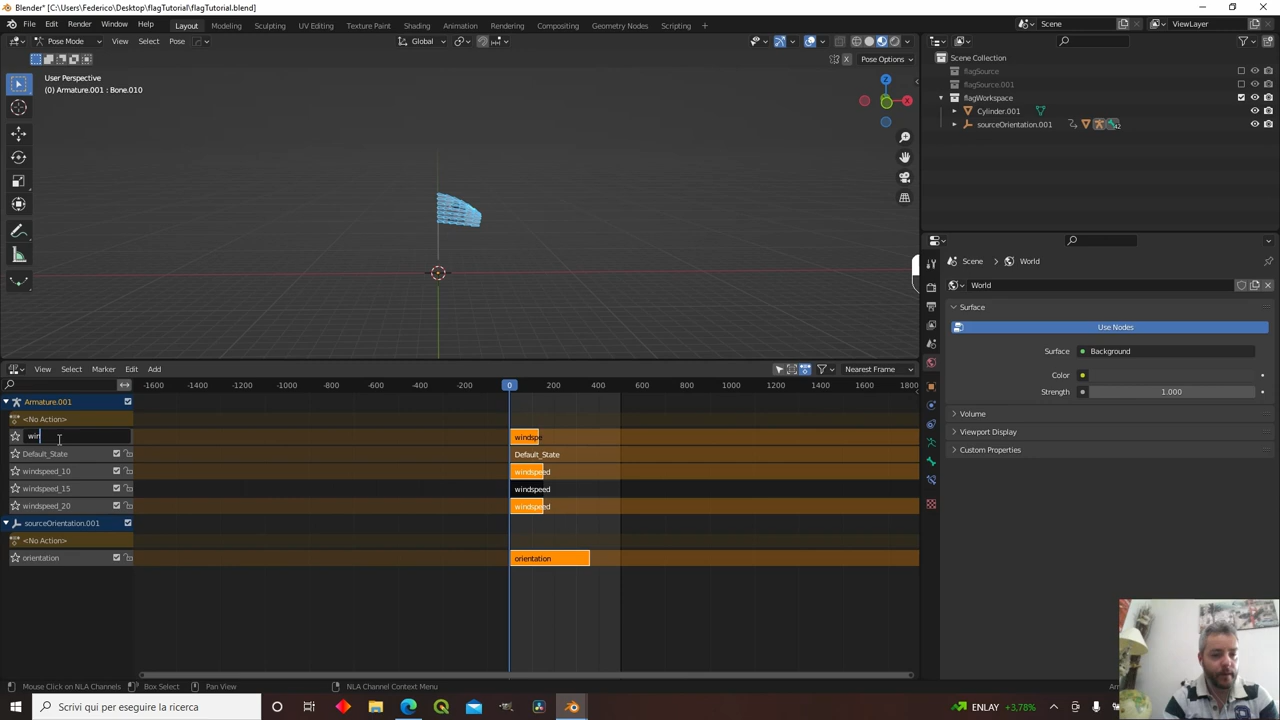 Blender* [C:\Users\Federico\Desktop\flagTutorial\flagTutorial.blend]
File Edit Render Window Help Layout Modeling Sculpting UV Editing Texture Paint Shading Animation Rendering Compositing Geometry Nodes Scripting + Scene ViewLayer
Pose Mode View Select Pose Global Pose Options
X
User Perspective
(0) Armature.001 : Bone.010
Z
X
Scene Collection
flagSource
flagSource.001
flagWorkspace
Cylinder.001
sourceOrientation.001 42
Scene World
World
Surface
Use Nodes
Surface Background
Color
Strength 1.000
Volume
Viewport Display
Custom Properties
View Select Marker Edit Add Nearest Frame
-1600 -1400 -1200 -1000 -800 -600 -400 -200 0 200 400 600 800 1000 1200 1400 1600 1800
Armature.001
<No Action>
win windspe
Default_State Default_State
windspeed_10 windspeed
windspeed_15 windspeed
windspeed_20 windspeed
sourceOrientation.001
<No Action>
orientation orientation
Mouse Click on NLA Channels Box Select Pan View NLA Channel Context Menu
Scrivi qui per eseguire la ricerca
ENLAY +3,78%